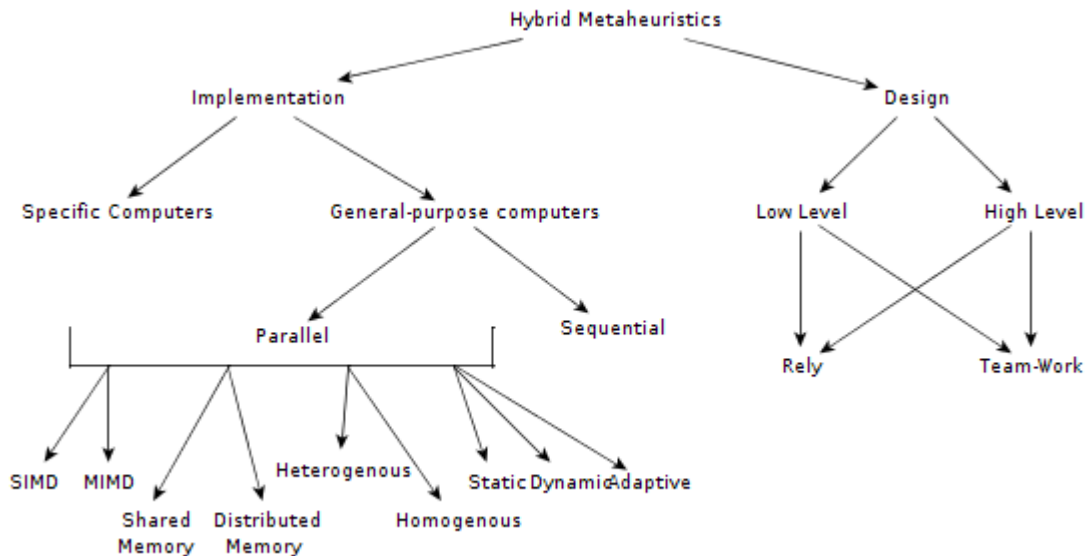 Hybrid Metaheuristics
Implementation
Design
Specific Computers
General-purpose computers
Low Level
High Level
Parallel
Sequential
Rely
Team-Work
SIMD
MIMD
Heterogenous
Static
Dynamic
Adaptive
Shared
Memory
Distributed
Memory
Homogenous